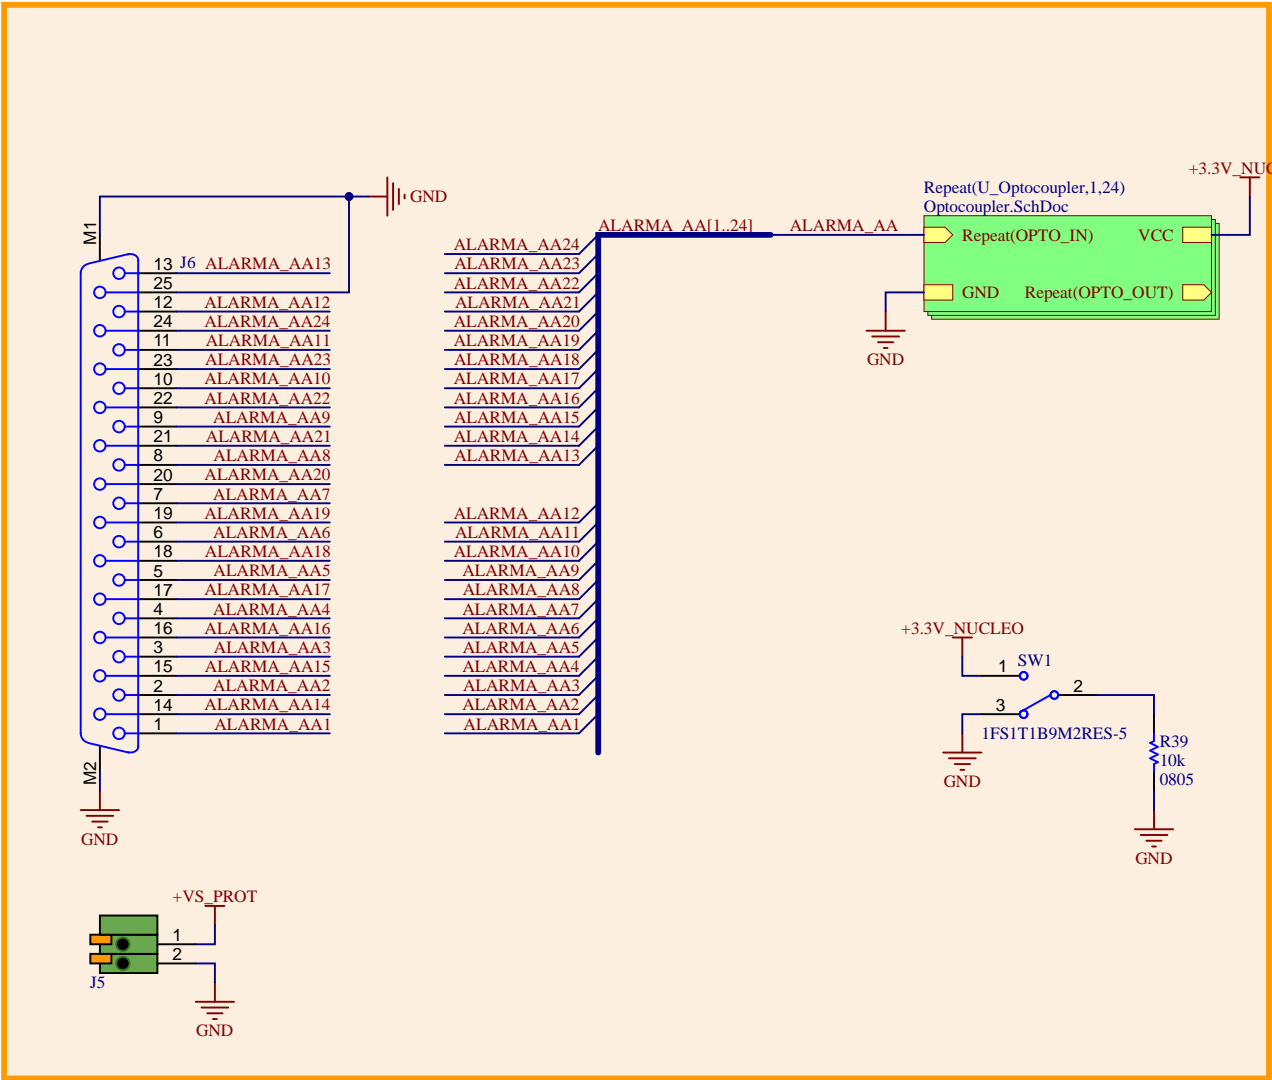 +3.3V_NUC
Repeat(U_Optocoupler,1,24)
Optocoupler.SchDoc
Repeat(OPTO_IN)
VCC
GND
Repeat(OPTO_OUT)
GND
ALARMA_AA[1..24]
ALARMA_AA
GND
M1
J6
13 ALARMA_AA13
25
12 ALARMA_AA12
24 ALARMA_AA24
11 ALARMA_AA11
23 ALARMA_AA23
10 ALARMA_AA10
22 ALARMA_AA22
9 ALARMA_AA9
21 ALARMA_AA21
8 ALARMA_AA8
20 ALARMA_AA20
7 ALARMA_AA7
19 ALARMA_AA19
6 ALARMA_AA6
18 ALARMA_AA18
5 ALARMA_AA5
17 ALARMA_AA17
4 ALARMA_AA4
16 ALARMA_AA16
3 ALARMA_AA3
15 ALARMA_AA15
2 ALARMA_AA2
14 ALARMA_AA14
1 ALARMA_AA1
M2
GND
ALARMA_AA24
ALARMA_AA23
ALARMA_AA22
ALARMA_AA21
ALARMA_AA20
ALARMA_AA19
ALARMA_AA18
ALARMA_AA17
ALARMA_AA16
ALARMA_AA15
ALARMA_AA14
ALARMA_AA13
ALARMA_AA12
ALARMA_AA11
ALARMA_AA10
ALARMA_AA9
ALARMA_AA8
ALARMA_AA7
ALARMA_AA6
ALARMA_AA5
ALARMA_AA4
ALARMA_AA3
ALARMA_AA2
ALARMA_AA1
+3.3V_NUCLEO
SW1
1
2
3
1FS1T1B9M2RES-5
GND
R39
10k
0805
GND
+VS_PROT
1
2
J5
GND